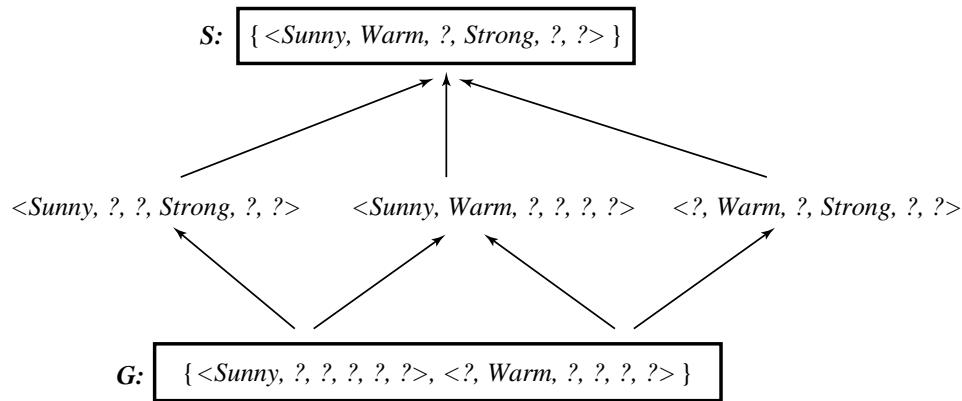 S: { <Sunny, Warm, ?, Strong, ?, ?> }
<Sunny, ?, ?, Strong, ?, ?> <Sunny, Warm, ?, ?, ?, ?> <?, Warm, ?, Strong, ?, ?>
G: { <Sunny, ?, ?, ?, ?, ?>, <?, Warm, ?, ?, ?, ?> }